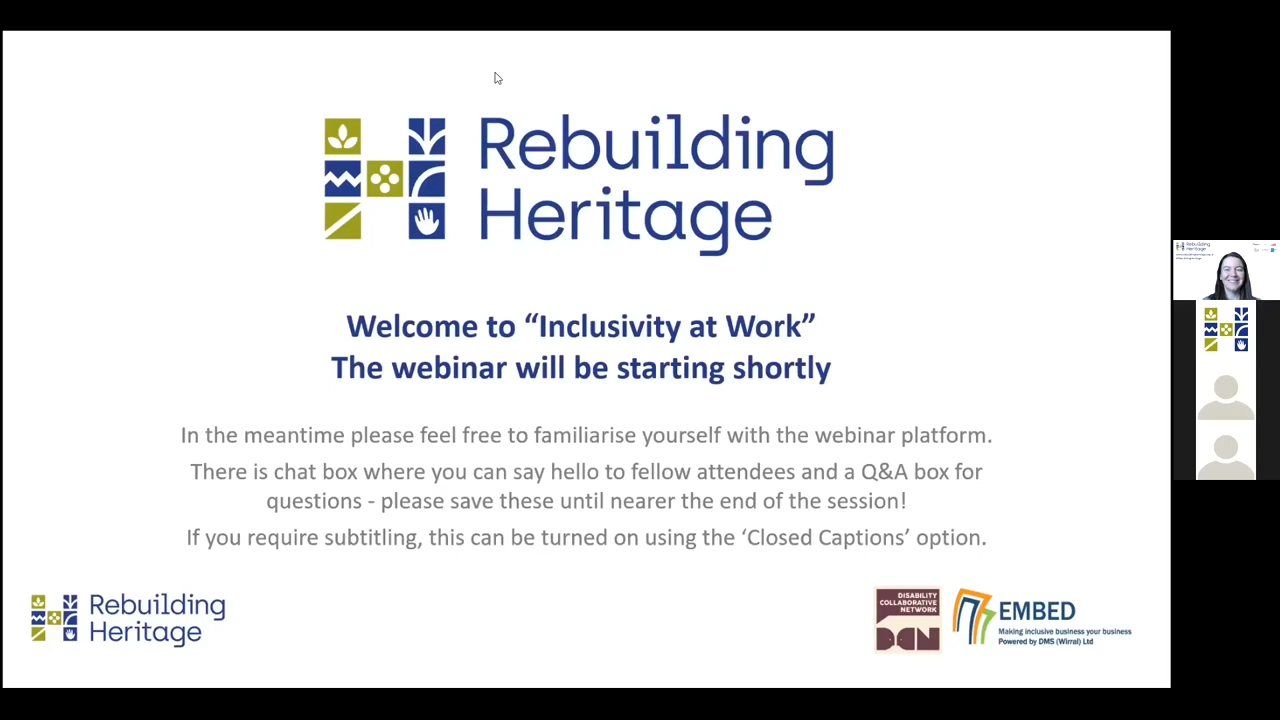 Rebuilding
Heritage
Welcome to “Inclusivity at Work”
The webinar will be starting shortly
In the meantime please feel free to familiarise yourself with the webinar platform.
There is chat box where you can say hello to fellow attendees and a Q&A box for
questions - please save these until nearer the end of the session!
If you require subtitling, this can be turned on using the ‘Closed Captions’ option.
Rebuilding
Heritage
DISABILITY
COLLABORATIVE
NETWORK
DCN
EMBED
Making inclusive business your business
Powered by DMS (Wirral) Ltd
Rebuilding
Heritage